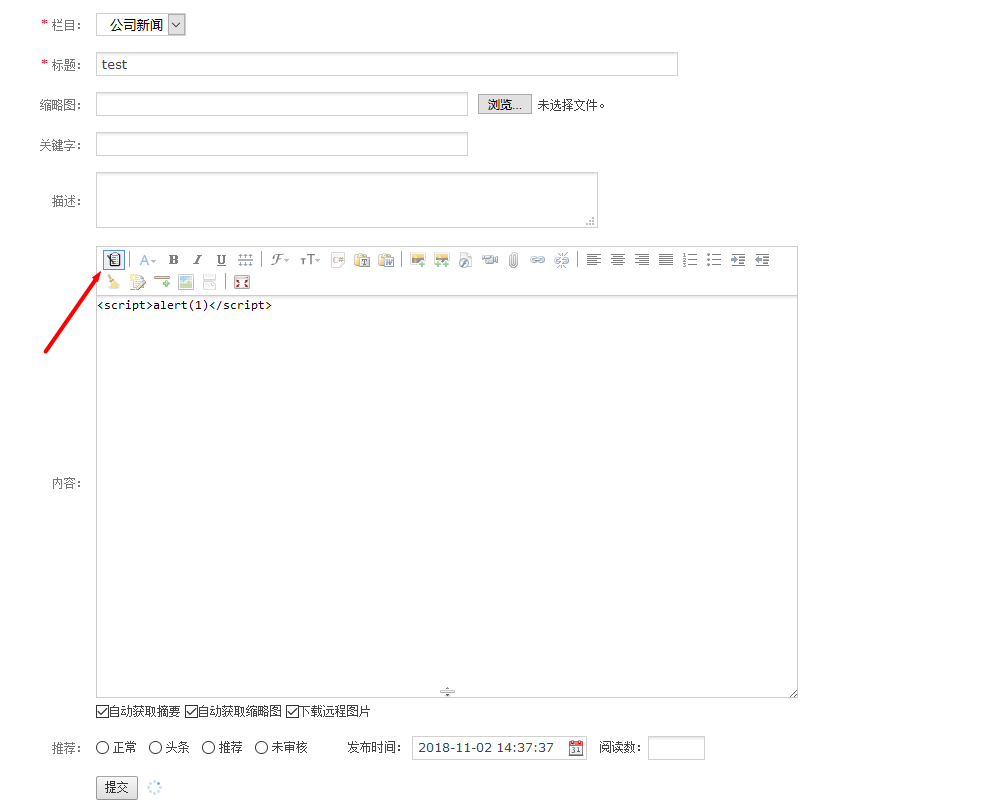 * 栏目： 公司新闻
* 标题： test
缩略图： 浏览... 未选择文件。
关键字：
描述：
A B I U F TT C#
<script>alert(1)</script>
内容：
自动获取摘要 自动获取缩略图 下载远程图片
推荐： 正常 头条 推荐 未审核 发布时间： 2018-11-02 14:37:37 31 阅读数：
提交